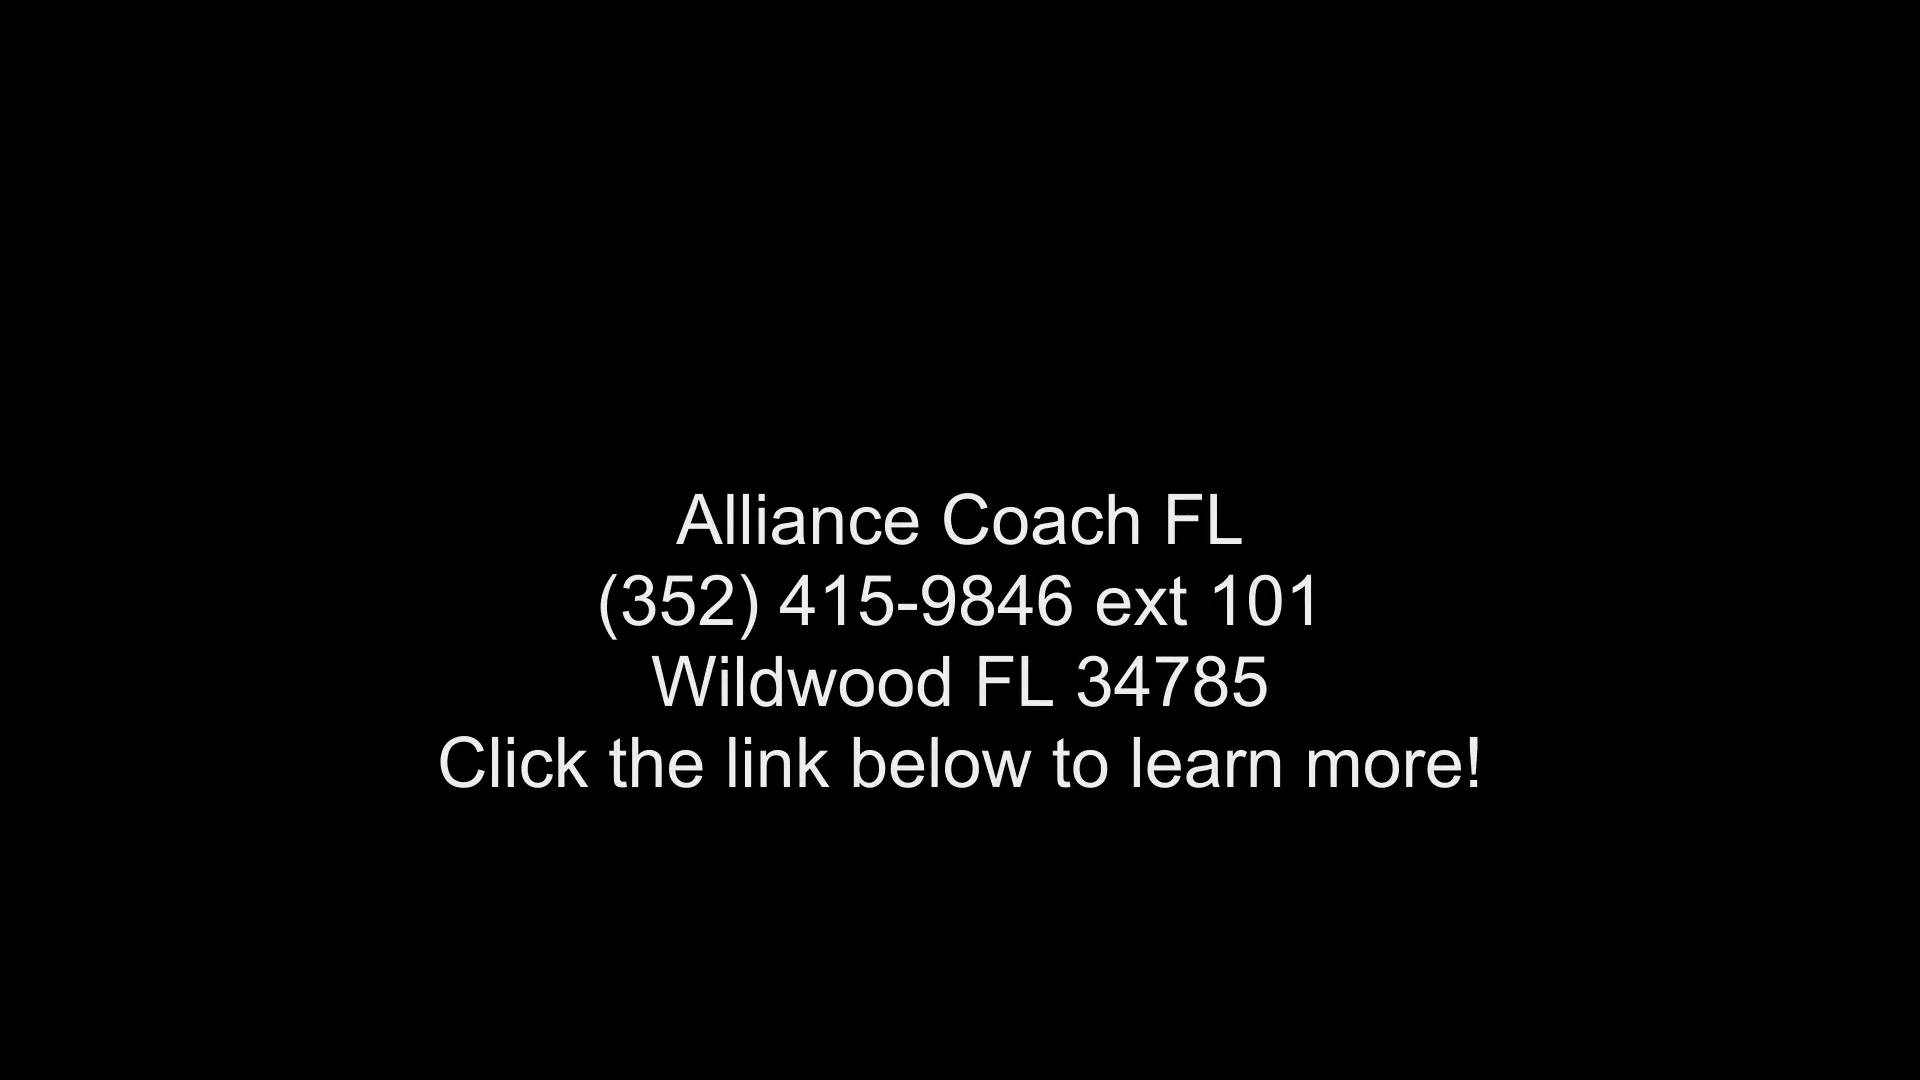 Alliance Coach FL
(352) 415-9846 ext 101
Wildwood FL 34785
Click the link below to learn more!